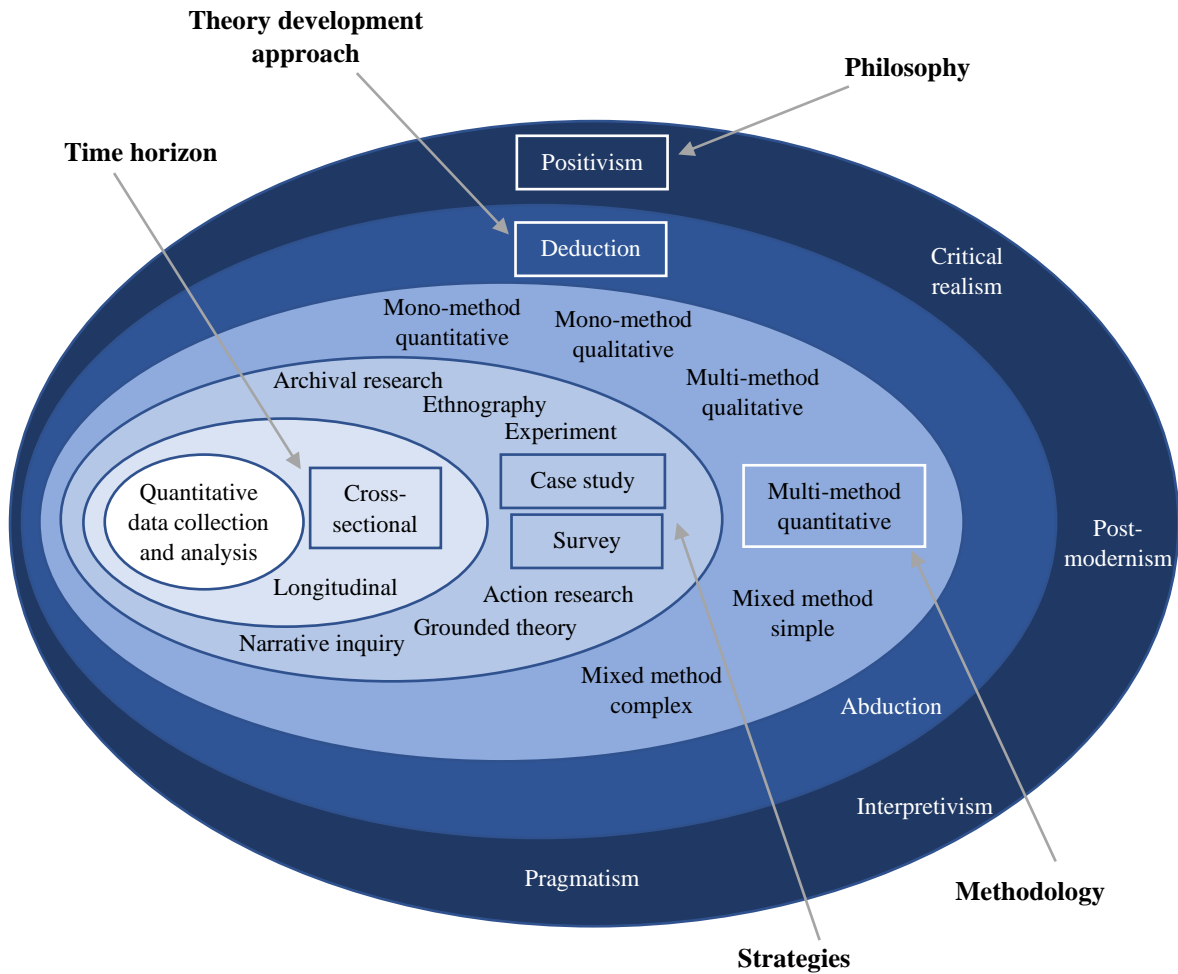 Theory development
approach
Philosophy
Time horizon
Positivism
Deduction
Critical
realism
Mono-method
quantitative
Mono-method
qualitative
Multi-method
qualitative
Archival research
Ethnography
Experiment
Case study
Survey
Quantitative
data collection
and analysis
Cross-
sectional
Longitudinal
Multi-method
quantitative
Post-
modernism
Action research
Grounded theory
Narrative inquiry
Mixed method
simple
Mixed method
complex
Abduction
Interpretivism
Pragmatism
Methodology
Strategies